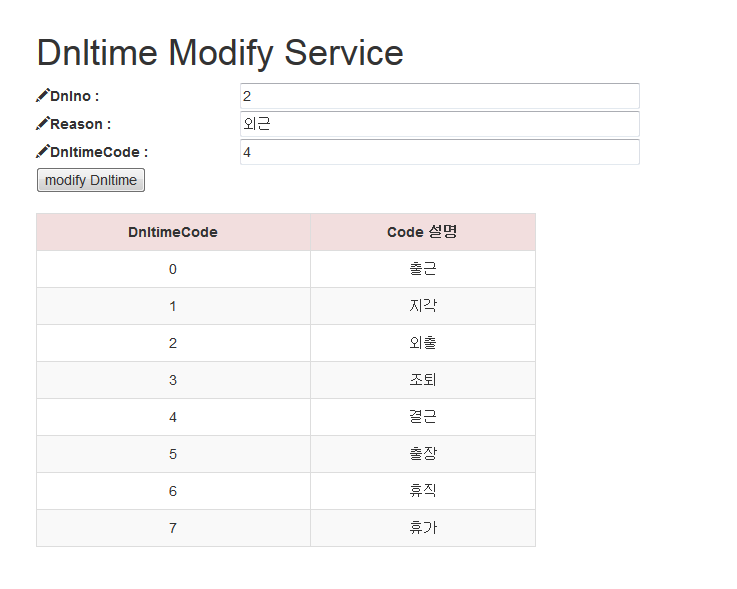 Dnltime Modify Service
Dnlno : 2
Reason : 외근
DnltimeCode : 4
modify Dnltime
DnltimeCode Code 설명
0 출근
1 지각
2 외출
3 조퇴
4 결근
5 출장
6 휴직
7 휴가